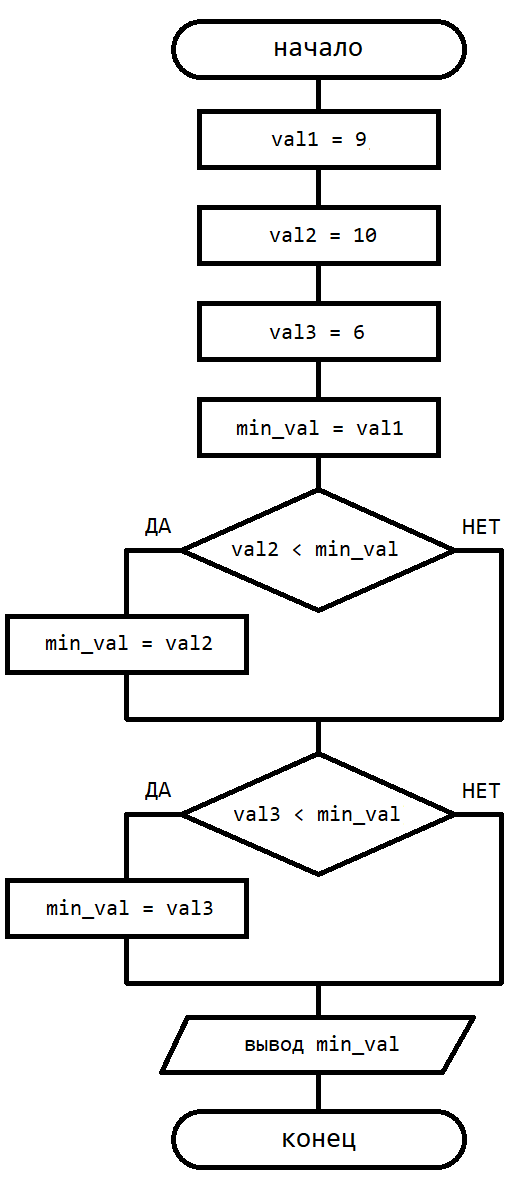 начало
val1 = 9
val2 = 10
val3 = 6
min_val = val1
ДА
НЕТ
val2 < min_val
min_val = val2
ДА
НЕТ
val3 < min_val
min_val = val3
вывод min_val
конец